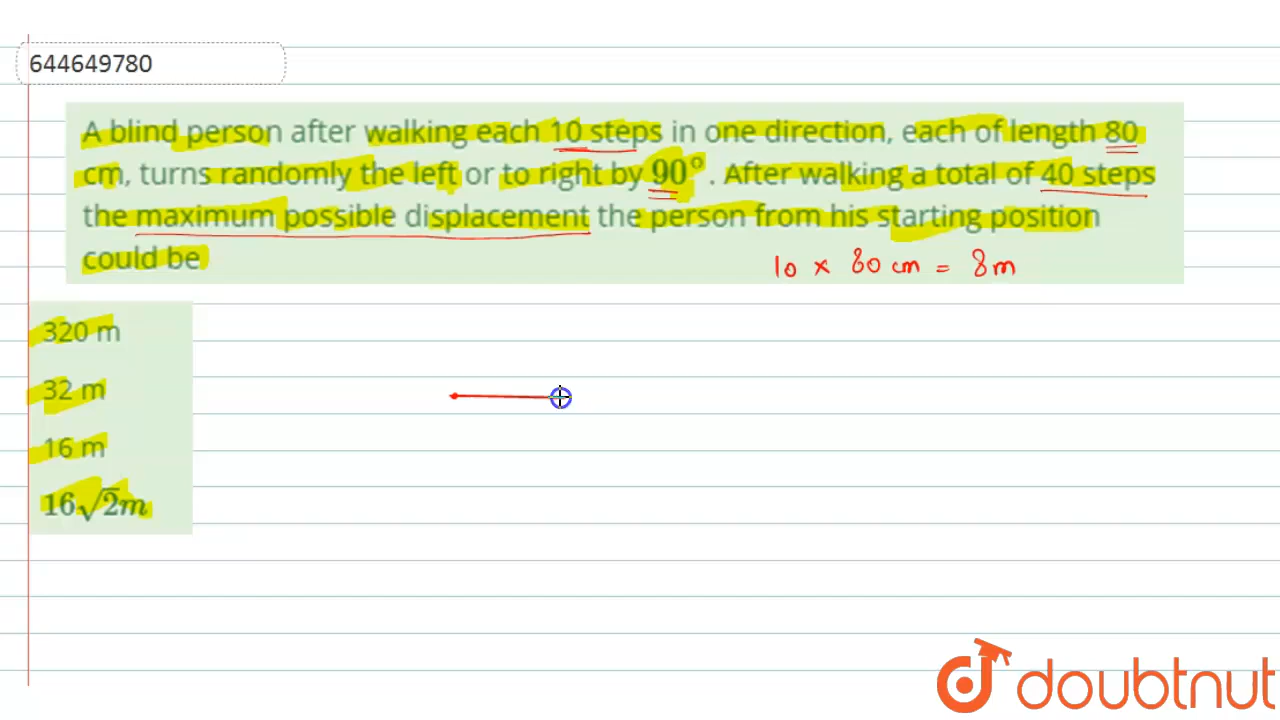 644649780
A blind person after walking each 10 steps in one direction, each of length 80
cm, turns randomly the left or to right by 90° . After walking a total of 40 steps
the maximum possible displacement the person from his starting position
could be
10 × 80 cm = 8m
320 m
32 m
16 m
16√2m
doubtnut